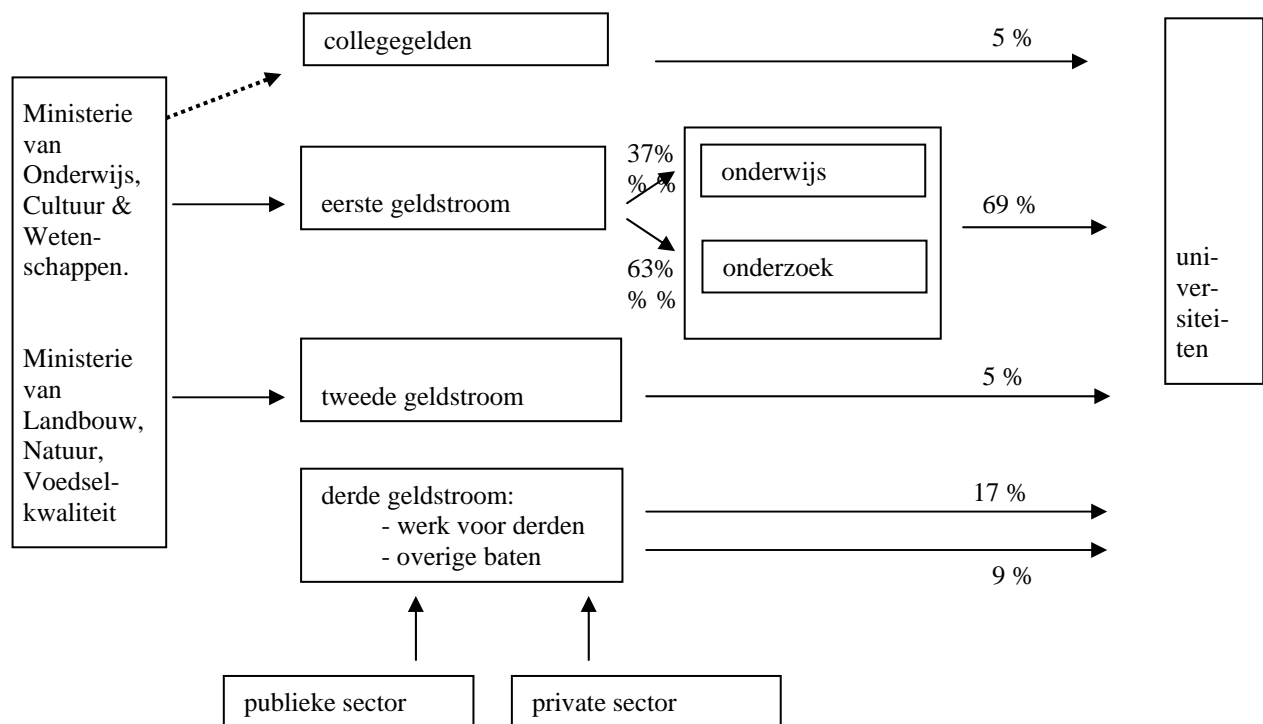 collegegelden
5 %
Ministerie
van
Onderwijs,
Cultuur &
Weten-
schappen.
Ministerie
van
Landbouw,
Natuur,
Voedsel-
kwaliteit
eerste geldstroom
37%
% %
63%
% %
onderwijs
onderzoek
69 %
tweede geldstroom
5 %
derde geldstroom:
- werk voor derden
- overige baten
17 %
9 %
uni-
ver-
sitei-
ten
publieke sector
private sector